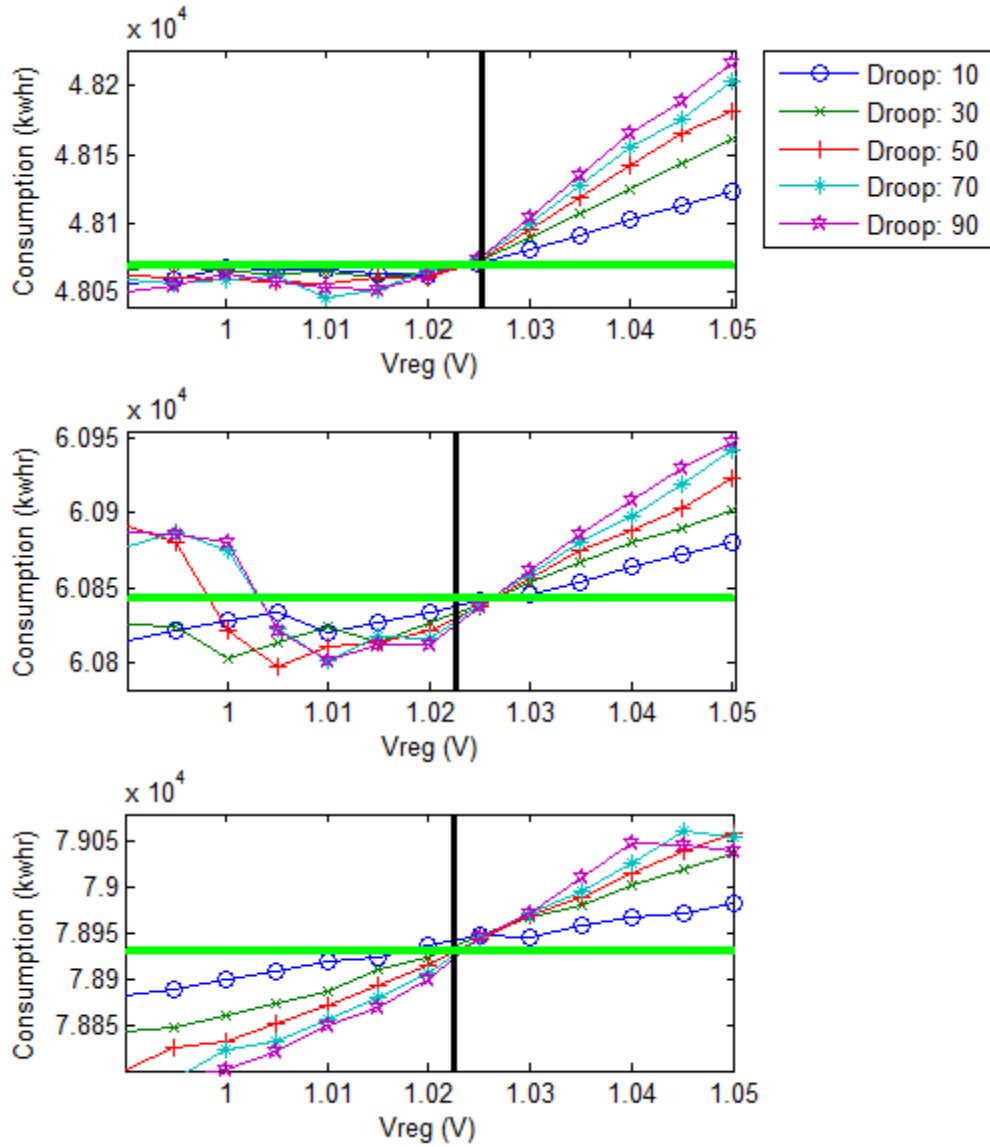 x 10^4
4.82
4.815
4.81
4.805
Consumption (kwhr)
1 1.01 1.02 1.03 1.04 1.05
Vreg (V)
Droop: 10
Droop: 30
Droop: 50
Droop: 70
Droop: 90
x 10^4
6.095
6.09
6.085
6.08
Consumption (kwhr)
1 1.01 1.02 1.03 1.04 1.05
Vreg (V)
x 10^4
7.905
7.9
7.895
7.89
7.885
Consumption (kwhr)
1 1.01 1.02 1.03 1.04 1.05
Vreg (V)